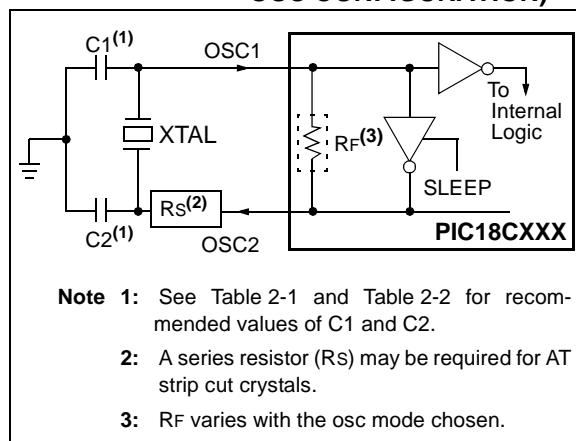 C1(1)
OSC1
To
Internal
Logic
XTAL
RF(3)
SLEEP
RS(2)
C2(1)
OSC2
PIC18CXXX
Note 1: See Table 2-1 and Table 2-2 for recom-
mended values of C1 and C2.
2: A series resistor (RS) may be required for AT
strip cut crystals.
3: RF varies with the osc mode chosen.